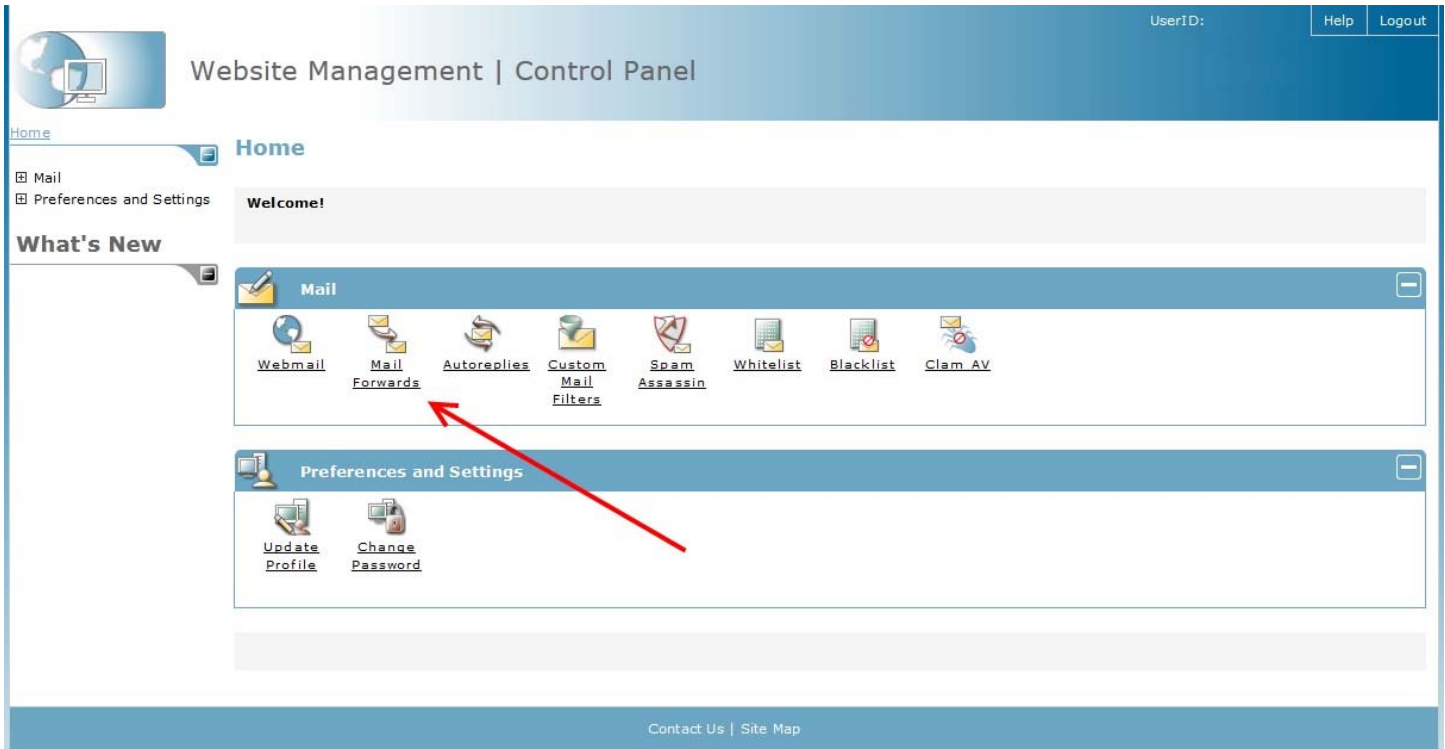 UserID:
Help
Logout
Website Management | Control Panel
Home
Mail
Preferences and Settings
What's New
Home
Welcome!
Mail
Webmail
Mail
Forwards
Autoreplies
Custom
Mail
Filters
Spam
Assassin
Whitelist
Blacklist
Clam AV
Preferences and Settings
Update
Profile
Change
Password
Contact Us | Site Map